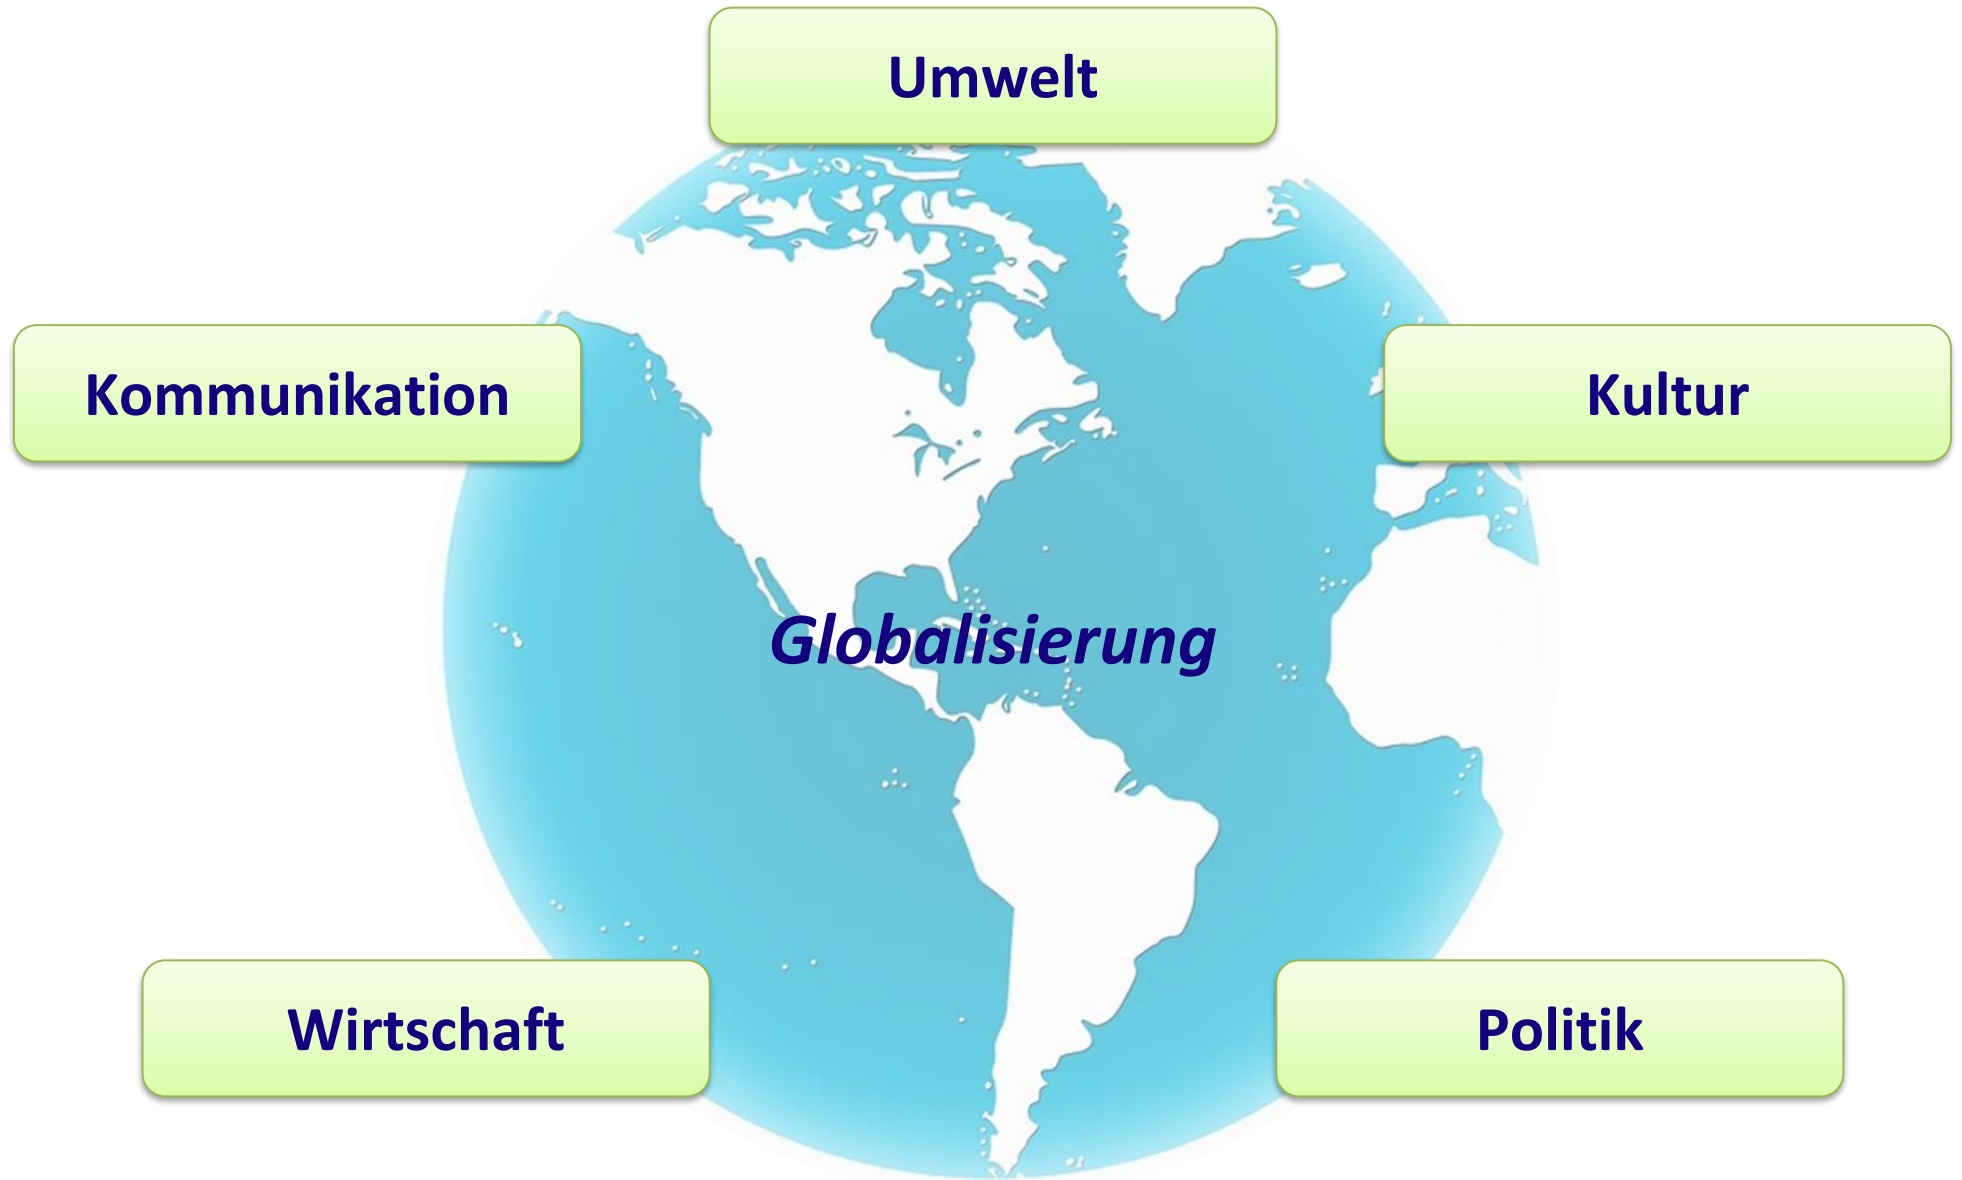 Umwelt
Kommunikation
Kultur
Globalisierung
Wirtschaft
Politik